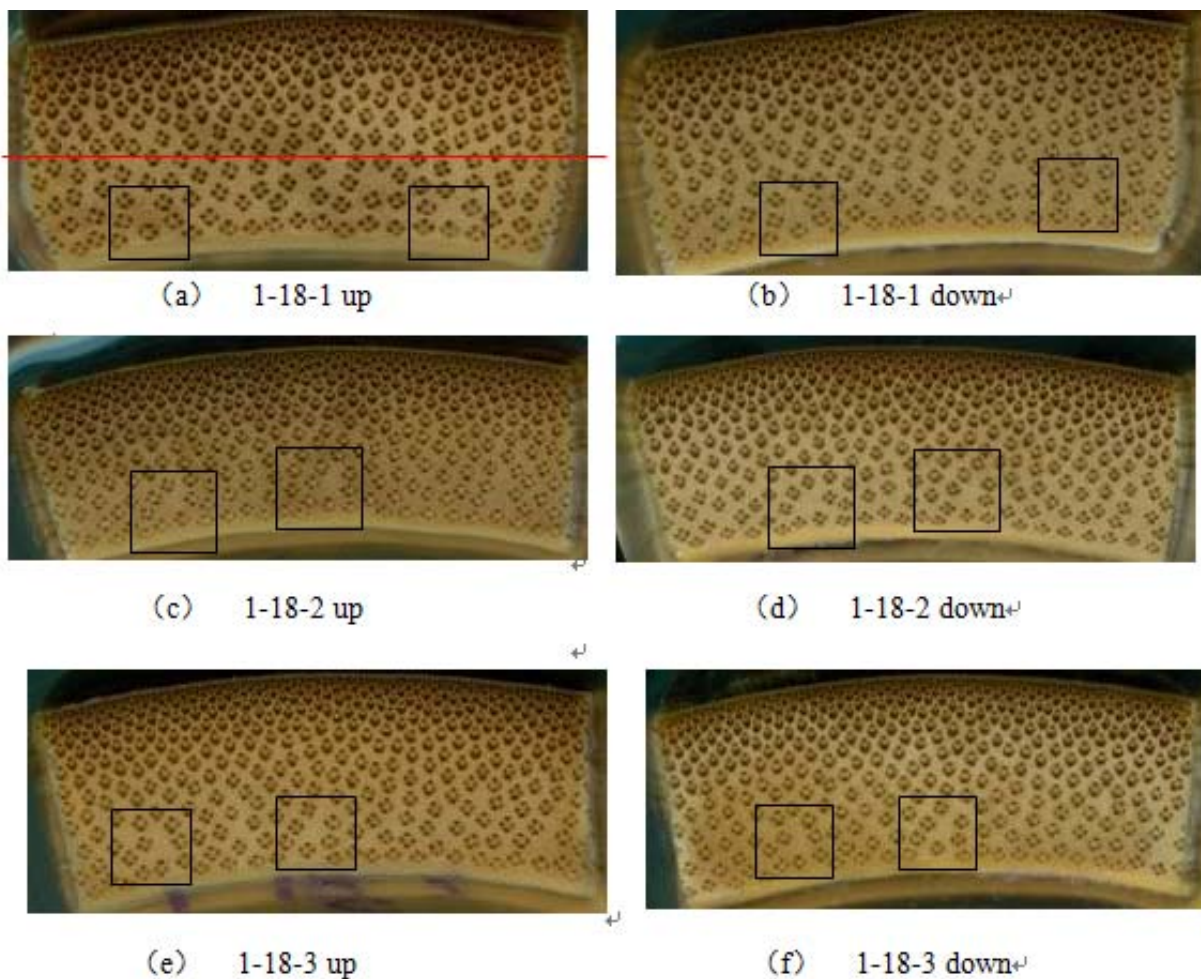 (a) 1-18-1 up
(b) 1-18-1 down↵
(c) 1-18-2 up
(d) 1-18-2 down↵
(e) 1-18-3 up
(f) 1-18-3 down↵